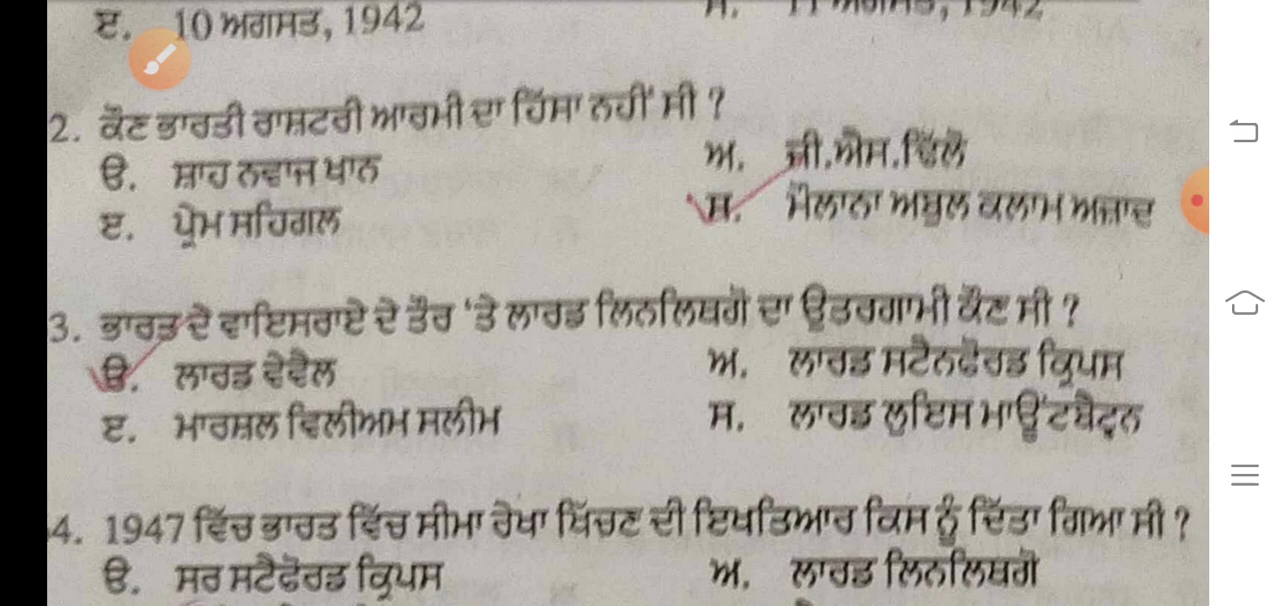 ੲ. 10 ਅਗਸਤ, 1942
2. ਕੌਣ ਭਾਰਤੀ ਰਾਸ਼ਟਰੀ ਆਰਮੀ ਦਾ ਹਿੱਸਾ ਨਹੀਂ ਸੀ ?
ੳ. ਸ਼ਾਹ ਨਵਾਜ ਖਾਨ ਅ. ਜੀ.ਐਸ.ਢਿੱਲੋਂ
ੲ. ਪ੍ਰੇਮ ਸਹਿਗਲ ਸ. ਮੌਲਾਨਾ ਅਬੁਲ ਕਲਾਮ ਅਜ਼ਾਦ
3. ਭਾਰਤ ਦੇ ਵਾਇਸਰਾਏ ਦੇ ਤੌਰ 'ਤੇ ਲਾਰਡ ਲਿਨਲਿਥਗੋ ਦਾ ਉਤਰਗਾਮੀ ਕੌਣ ਸੀ ?
ੳ. ਲਾਰਡ ਵੇਵੈਲ ਅ. ਲਾਰਡ ਸਟੈਨਫੋਰਡ ਕ੍ਰਿਪਸ
ੲ. ਮਾਰਸ਼ਲ ਵਿਲੀਅਮ ਸਲੀਮ ਸ. ਲਾਰਡ ਲੁਇਸ ਮਾਊਂਟਬੈਟ੍ਰਨ
4. 1947 ਵਿੱਚ ਭਾਰਤ ਵਿੱਚ ਸੀਮਾ ਰੇਖਾ ਖਿੱਚਣ ਦੀ ਇਖਤਿਆਰ ਕਿਸ ਨੂੰ ਦਿੱਤਾ ਗਿਆ ਸੀ ?
ੳ. ਸਰ ਸਟੈਫੋਰਡ ਕ੍ਰਿਪਸ ਅ. ਲਾਰਡ ਲਿਨਲਿਥਗੋ